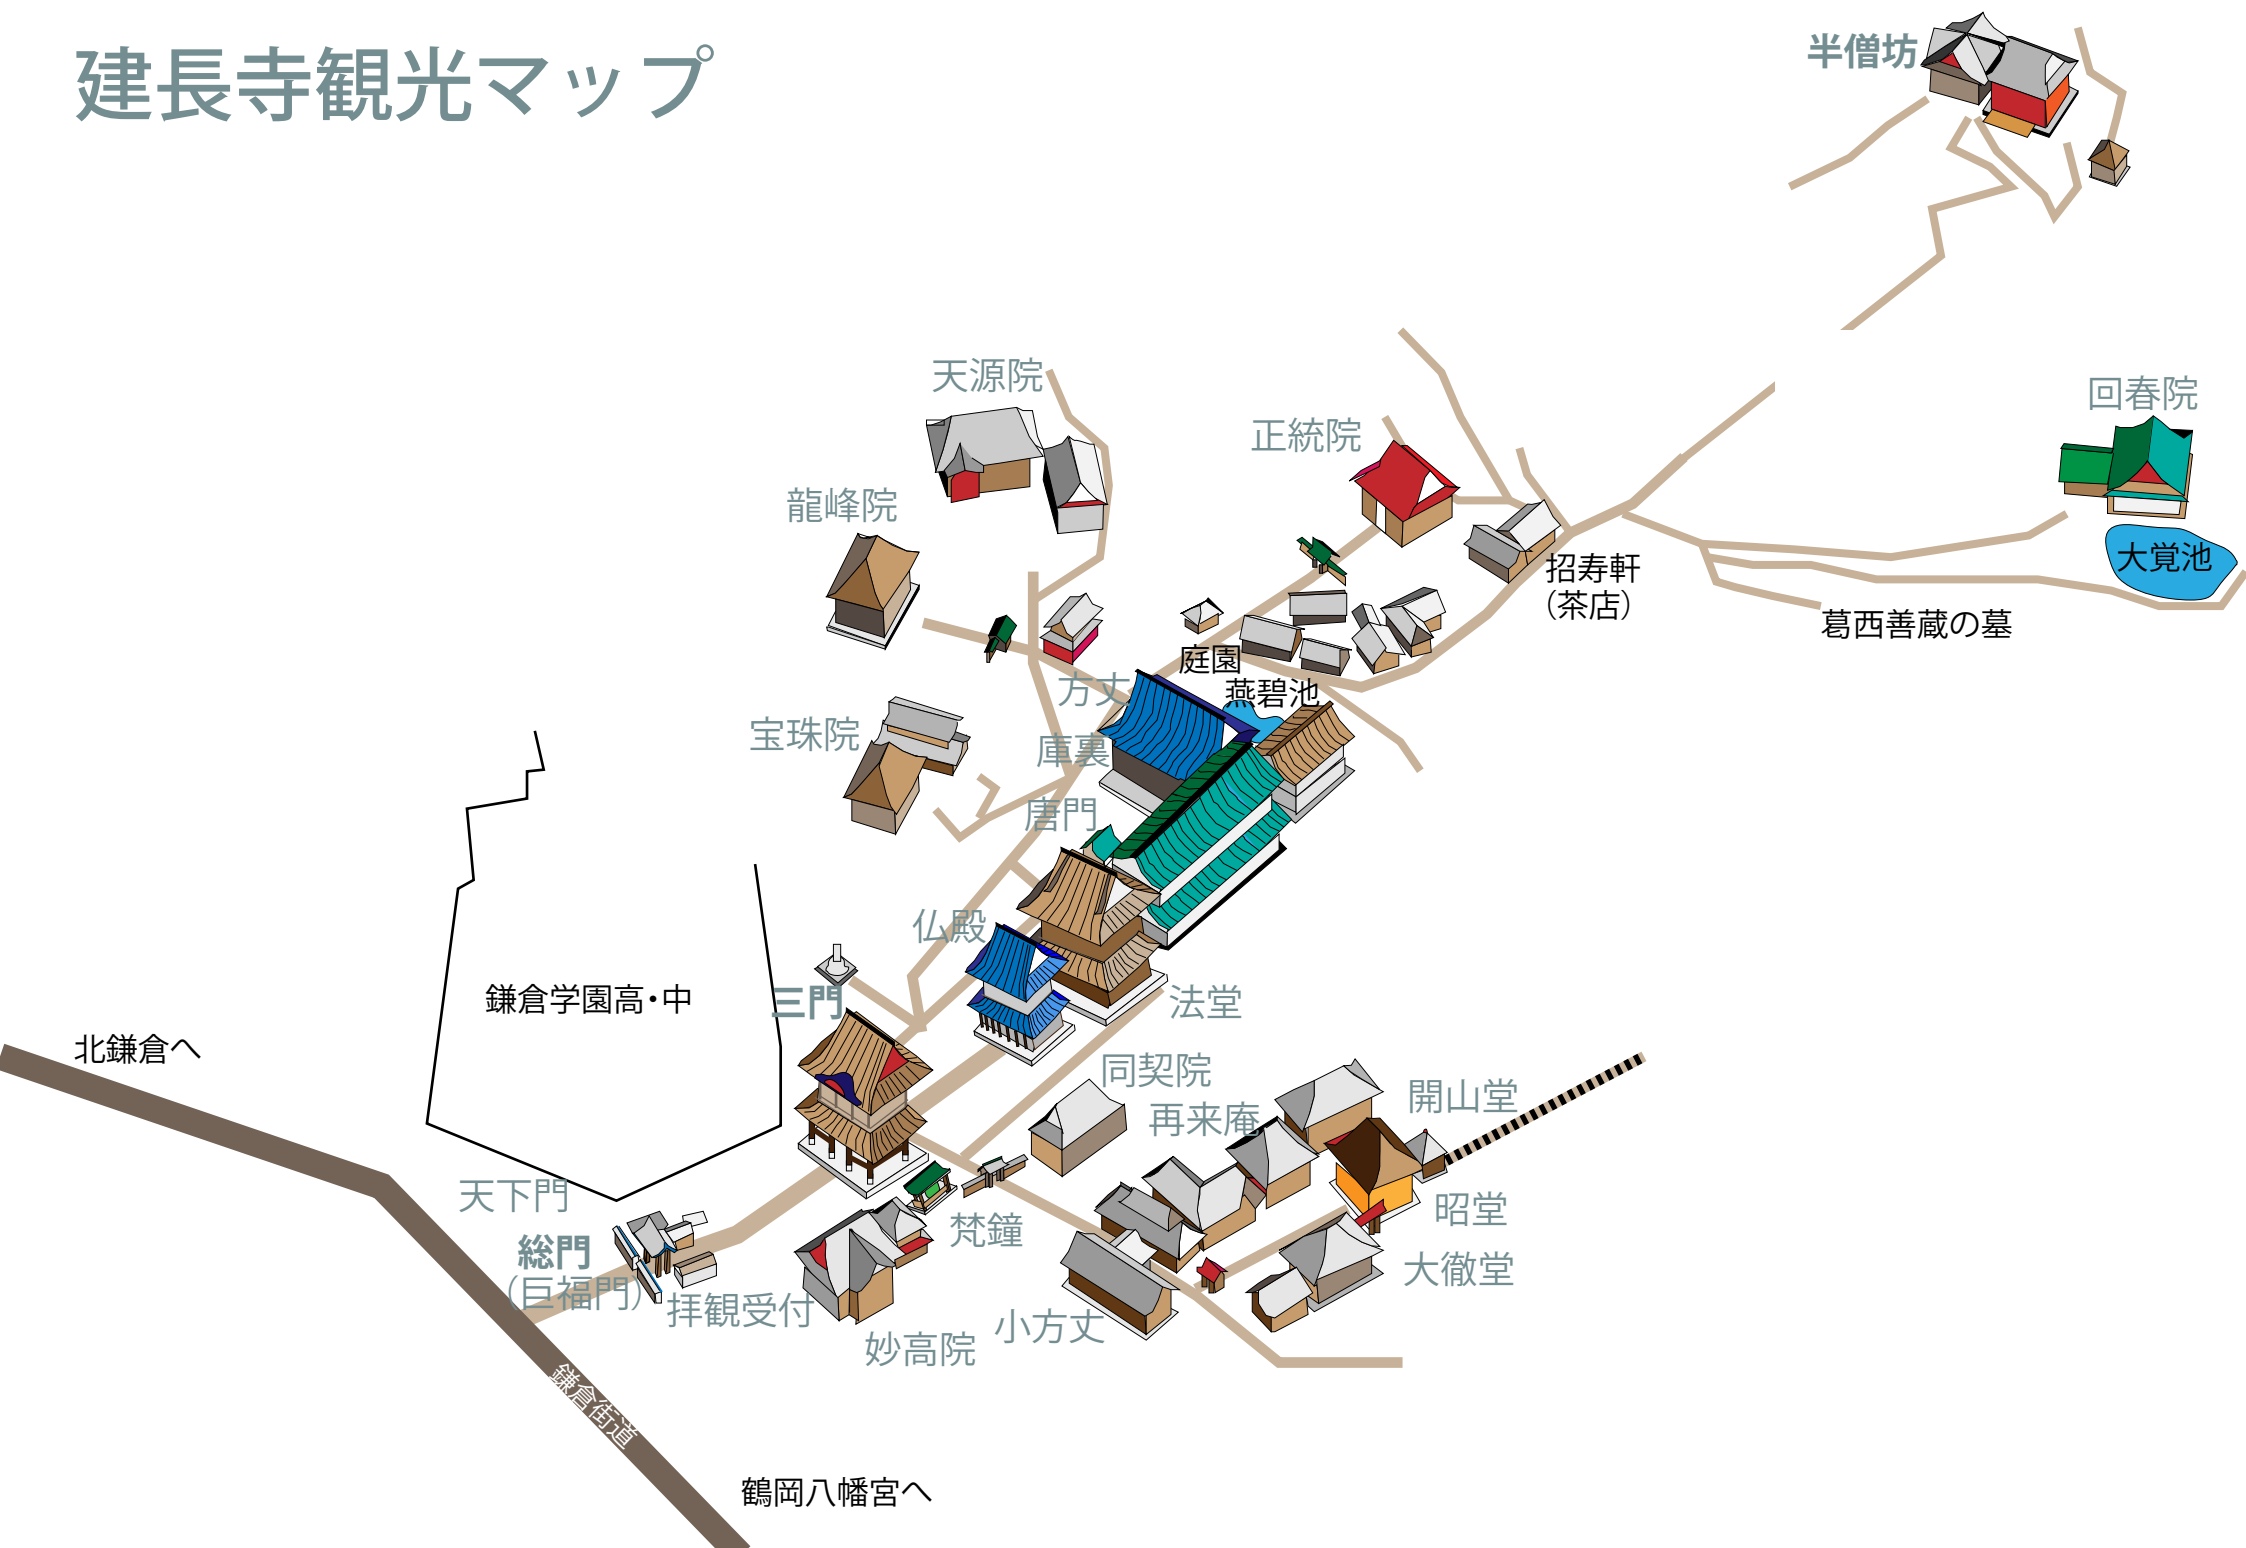 建長寺観光マップ
半僧坊
天源院
回春院
正統院
龍峰院
大覚池
招寿軒
（茶店）
葛西善蔵の墓
庭園
方丈
燕碧池
宝珠院
庫裏
唐門
仏殿
三門
鎌倉学園高・中
法堂
北鎌倉へ
同契院
再来庵
開山堂
天下門
昭堂
梵鐘
総門
（巨福門）
大徹堂
拝観受付
小方丈
妙高院
鎌倉街道
鶴岡八幡宮へ